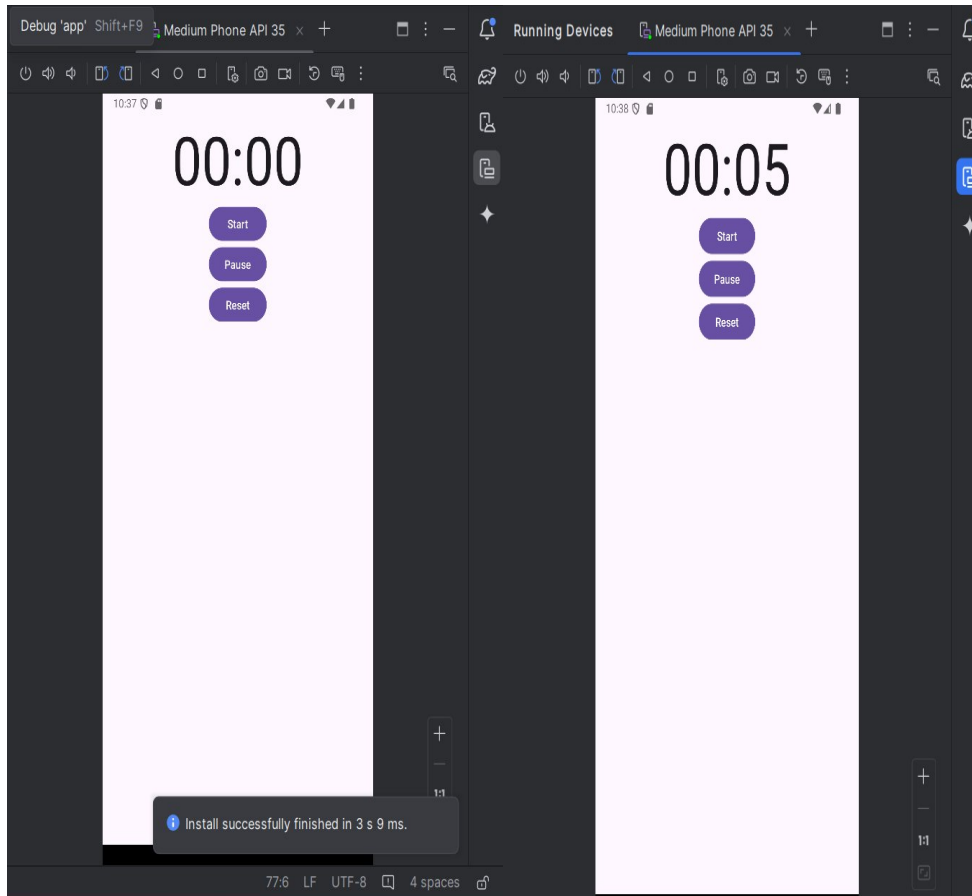 Debug 'app' Shift+F9
Medium Phone API 35
10:37
00:00
Start
Pause
Reset
1:1
Install successfully finished in 3 s 9 ms.
77:6 LF UTF-8 4 spaces
Running Devices Medium Phone API 35
10:38
00:05
Start
Pause
Reset
1:1